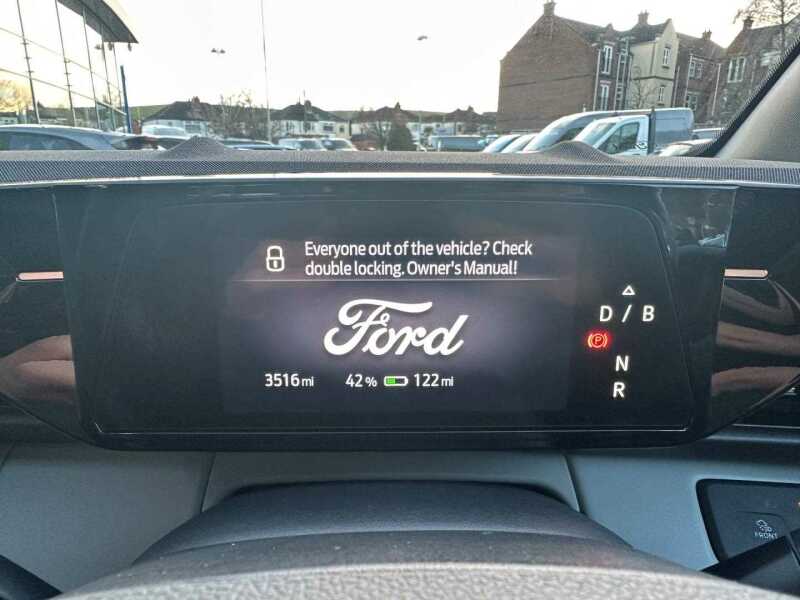 Everyone out of the vehicle? Check
double locking. Owner's Manual!
Ford
3516 mi 42 % 122 mi
D / B
P
N
R
FRONT